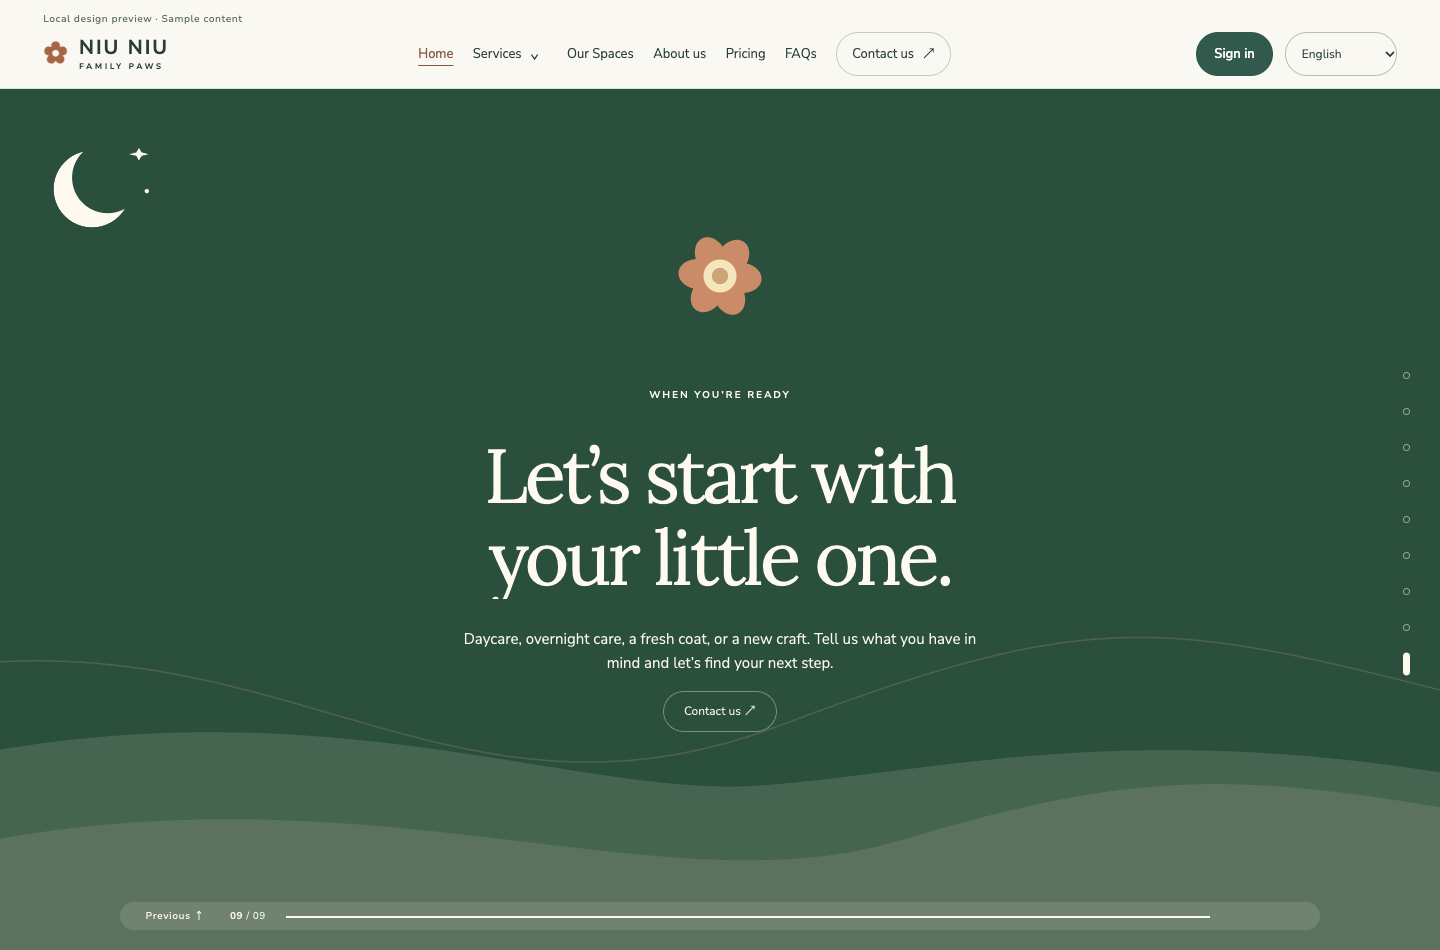 Local design preview · Sample content
NIU NIU
FAMILY PAWS
Home
Services
Our Spaces
About us
Pricing
FAQs
Contact us ↗
Sign in
English
WHEN YOU’RE READY
Let’s start with
your little one.
Daycare, overnight care, a fresh coat, or a new craft. Tell us what you have in
mind and let’s find your next step.
Contact us ↗
Previous ↑
09 / 09